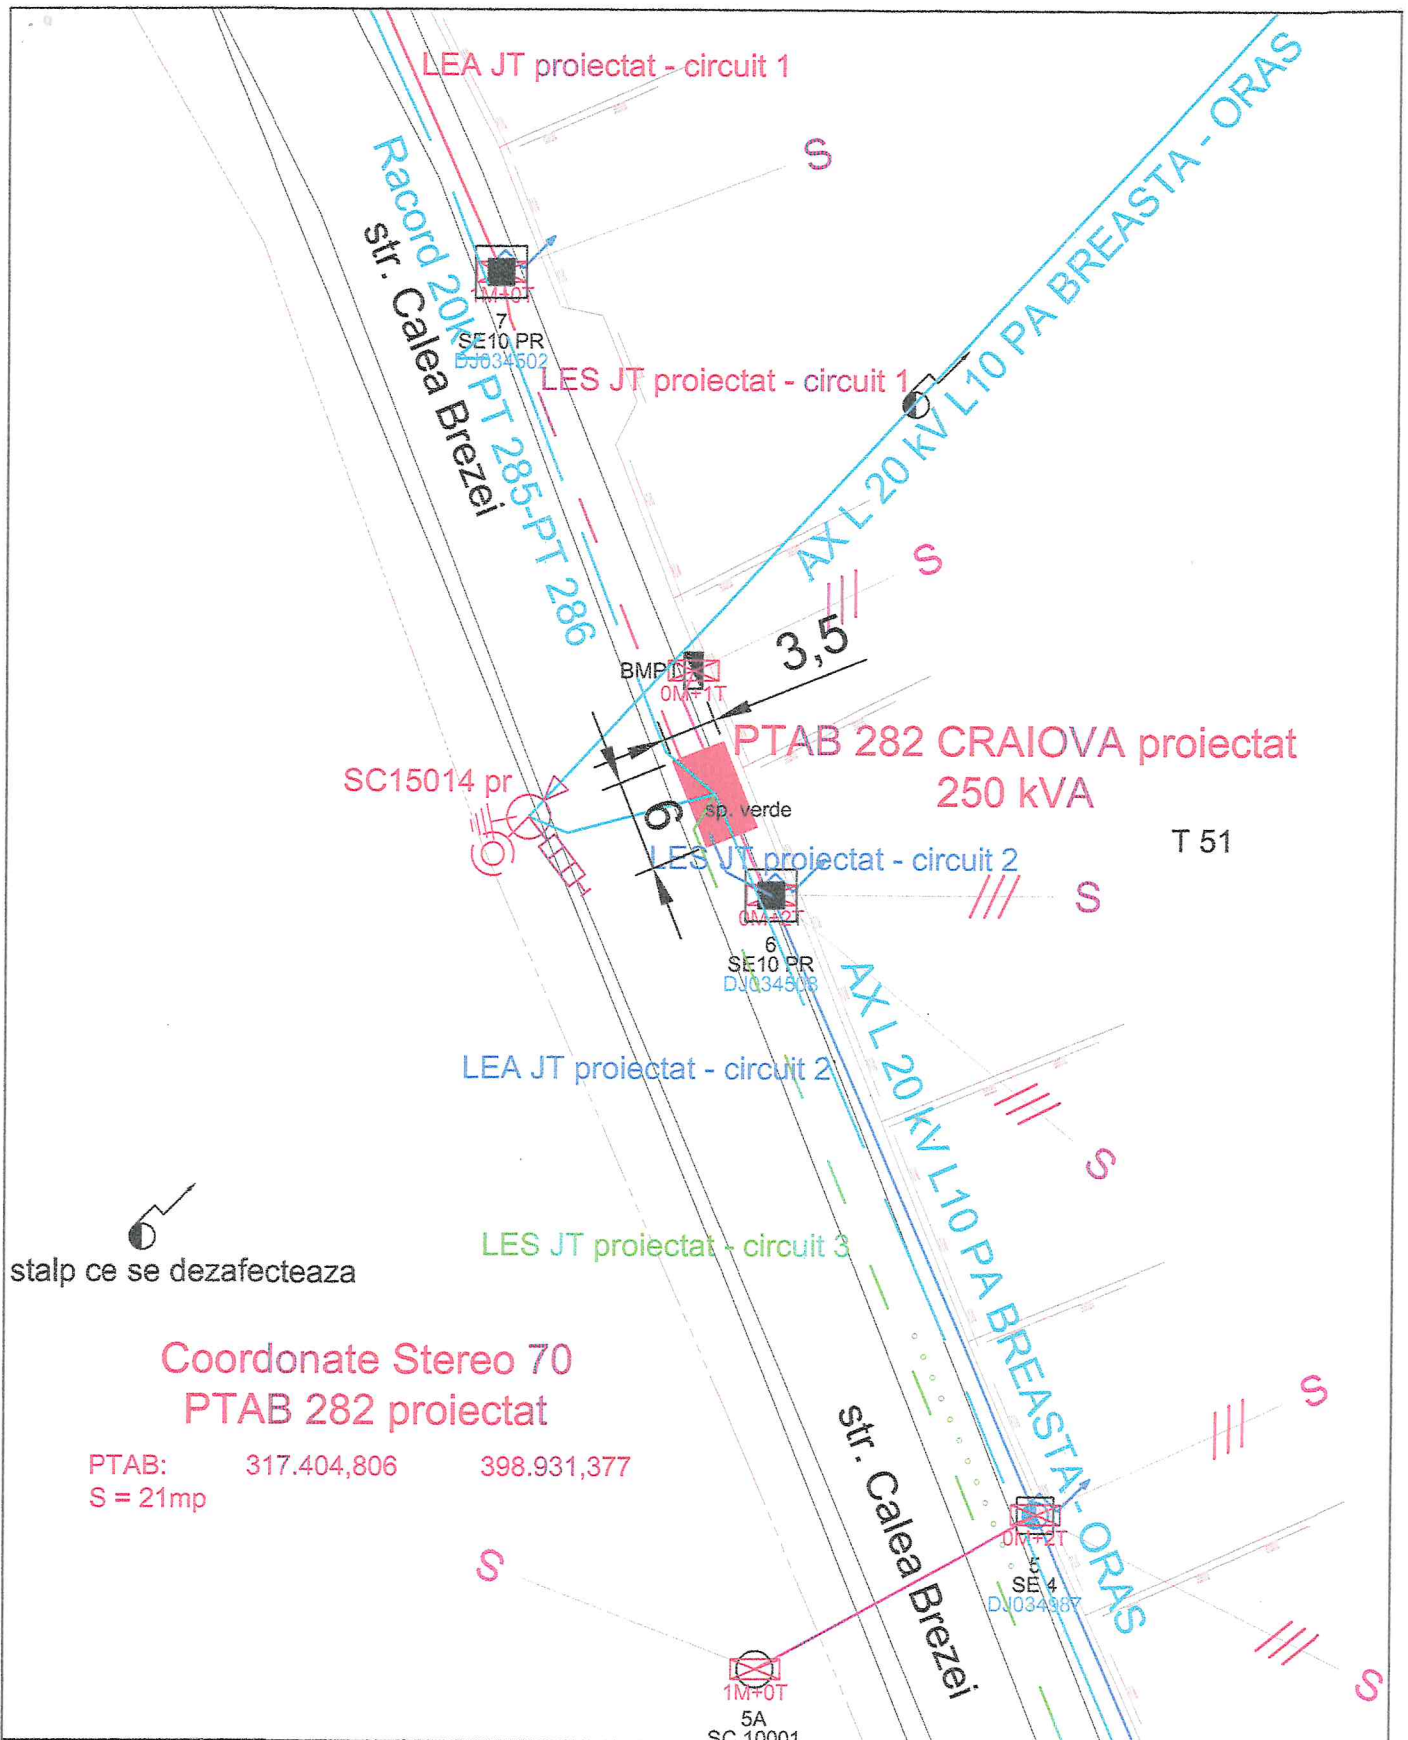 LEA JT proiectat - circuit 1
S
AX L 20 kV L10 PA BREASTA - ORAS
Racord 20kV PT 285-PT 286
str. Calea Brezei
1M+0T
7
SE10 PR
DJ034502
LES JT proiectat - circuit 1
S
3,5
BMPT
0M+1T
PTAB 282 CRAIOVA proiectat
250 kVA
SC15014 pr
6
sp. verde
T 51
LES JT proiectat - circuit 2
S
0M+2T
6
SE10 PR
DJ034503
AX L 20 kV L10 PA BREASTA - ORAS
LEA JT proiectat - circuit 2
S
LES JT proiectat - circuit 3
stalp ce se dezafecteaza
Coordonate Stereo 70
PTAB 282 proiectat
PTAB: 317.404,806 398.931,377
S = 21mp
S
str. Calea Brezei
0M+2T
5
SE 4
DJ034987
S
S
1M+0T
5A
SC 10001